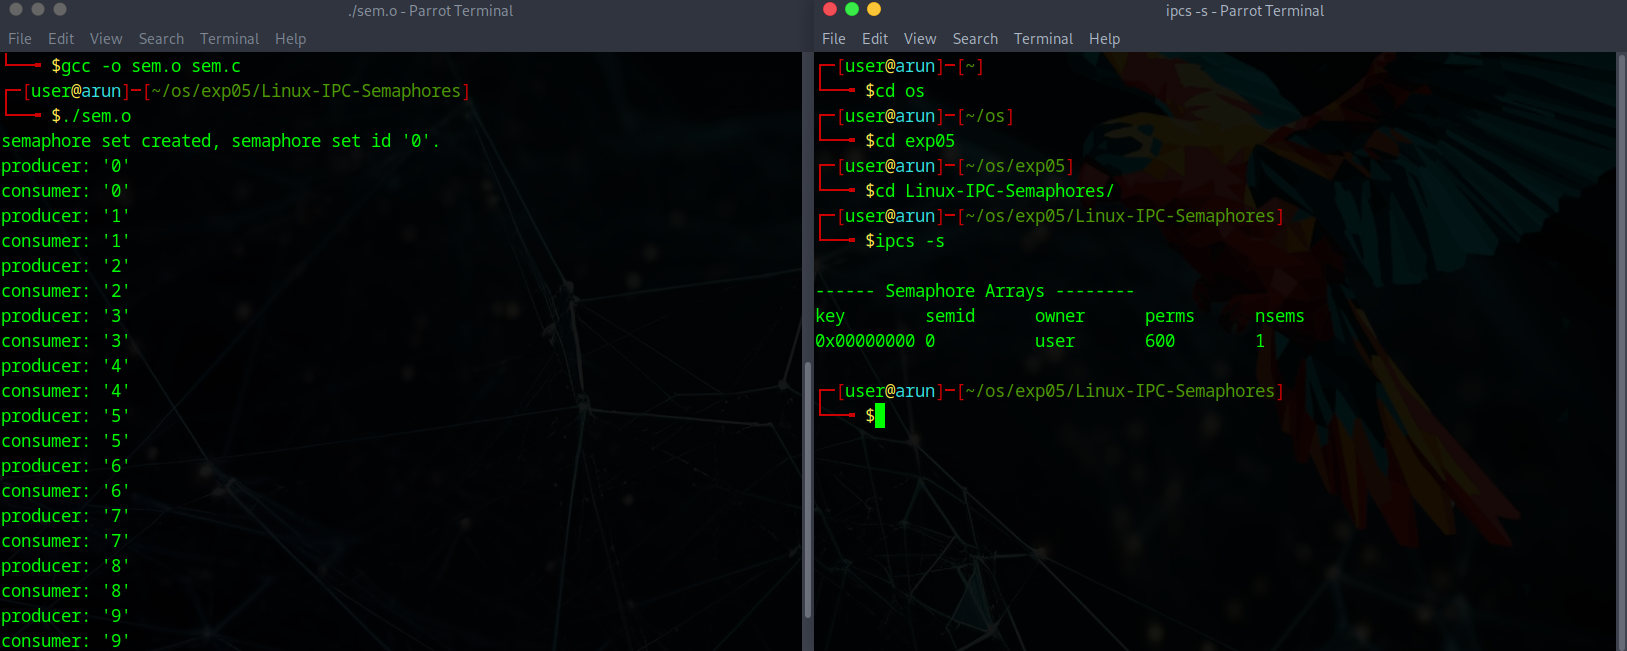 ./sem.o - Parrot Terminal
File Edit View Search Terminal Help
$gcc -o sem.o sem.c
[user@arun]─[~/os/exp05/Linux-IPC-Semaphores]
$./sem.o
semaphore set created, semaphore set id '0'.
producer: '0'
consumer: '0'
producer: '1'
consumer: '1'
producer: '2'
consumer: '2'
producer: '3'
consumer: '3'
producer: '4'
consumer: '4'
producer: '5'
consumer: '5'
producer: '6'
consumer: '6'
producer: '7'
consumer: '7'
producer: '8'
consumer: '8'
producer: '9'
consumer: '9'
ipcs -s - Parrot Terminal
File Edit View Search Terminal Help
[user@arun]─[~]
$cd os
[user@arun]─[~/os]
$cd exp05
[user@arun]─[~/os/exp05]
$cd Linux-IPC-Semaphores/
[user@arun]─[~/os/exp05/Linux-IPC-Semaphores]
$ipcs -s
------ Semaphore Arrays --------
key semid owner perms nsems
0x00000000 0 user 600 1
[user@arun]─[~/os/exp05/Linux-IPC-Semaphores]
$